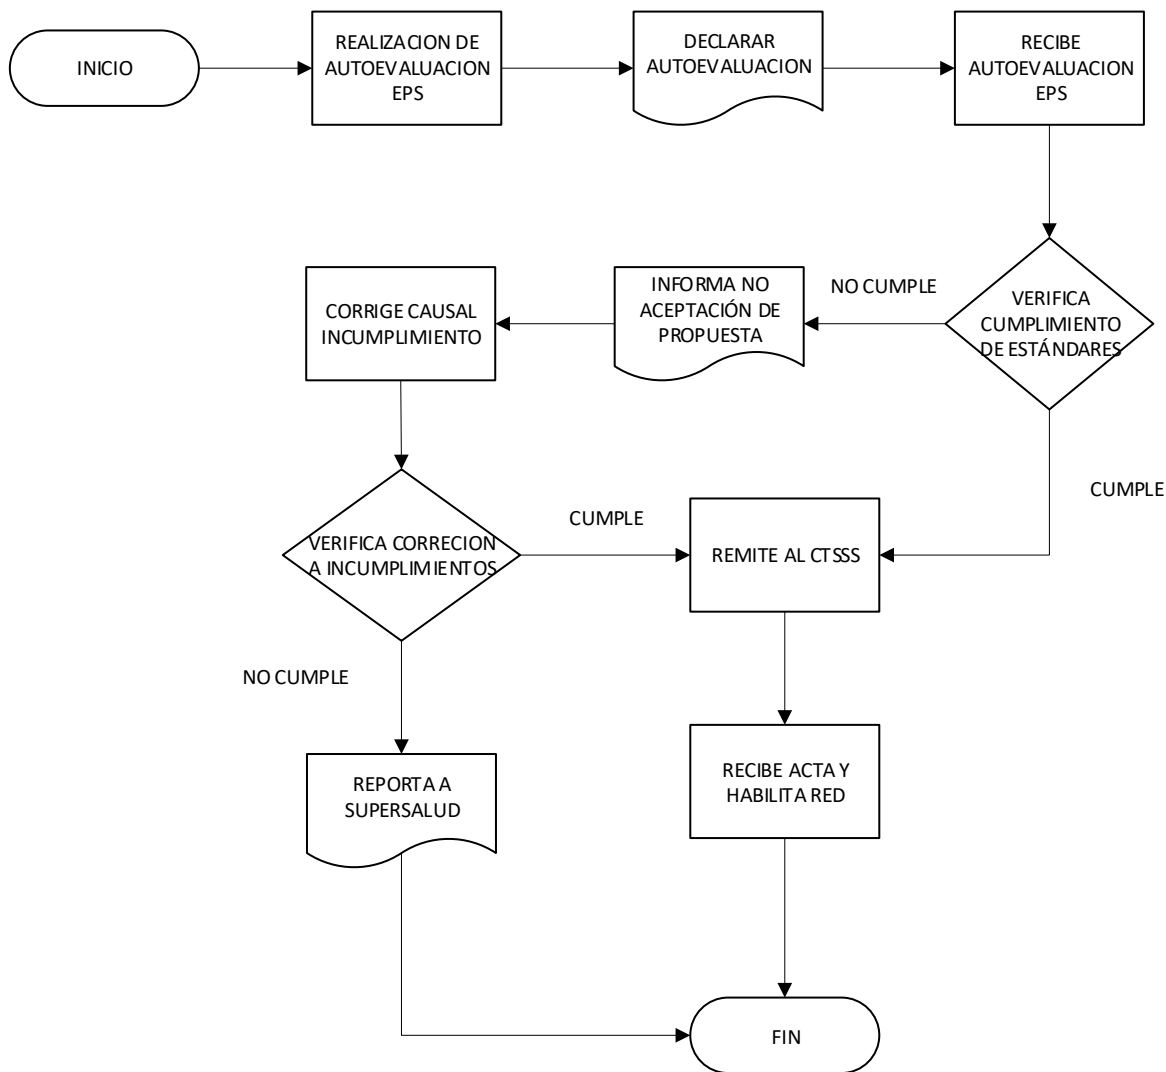 INICIO
REALIZACION DE
AUTOEVALUACION
EPS
DECLARAR
AUTOEVALUACION
RECIBE
AUTOEVALUACION
EPS
VERIFICA
CUMPLIMIENTO
DE ESTÁNDARES
NO CUMPLE
INFORMA NO
ACEPTACIÓN DE
PROPUESTA
CORRIGE CAUSAL
INCUMPLIMIENTO
CUMPLE
VERIFICA CORRECION
A INCUMPLIMIENTOS
CUMPLE
REMITE AL CTSSS
NO CUMPLE
REPORTA A
SUPERSALUD
RECIBE ACTA Y
HABILITA RED
FIN